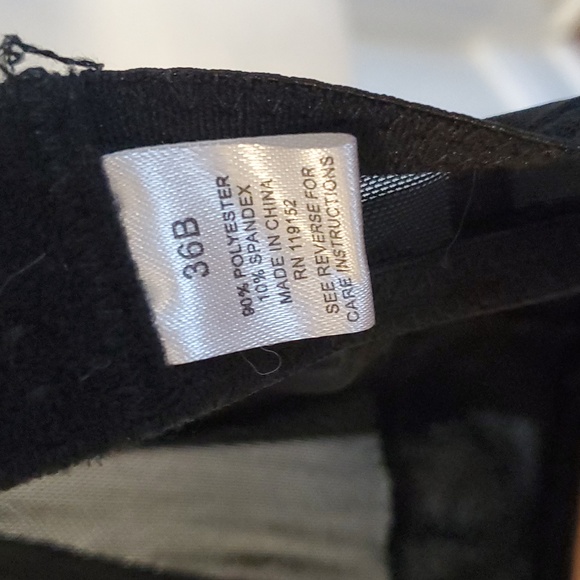 36B
90% POLYESTER
10% SPANDEX
MADE IN CHINA
RN 119152
SEE REVERSE FOR
CARE INSTRUCTIONS